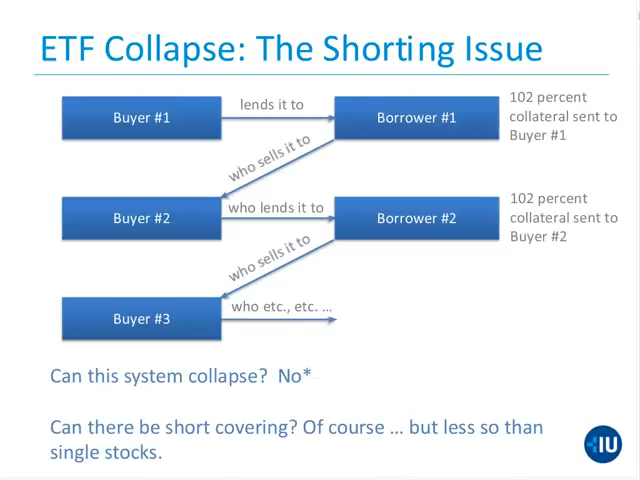 ETF Collapse: The Shorting Issue
Buyer #1
lends it to
Borrower #1
102 percent
collateral sent to
Buyer #1
who sells it to
Buyer #2
who lends it to
Borrower #2
102 percent
collateral sent to
Buyer #2
who sells it to
Buyer #3
who etc., etc. …
Can this system collapse? No*
Can there be short covering? Of course … but less so than
single stocks.
IU